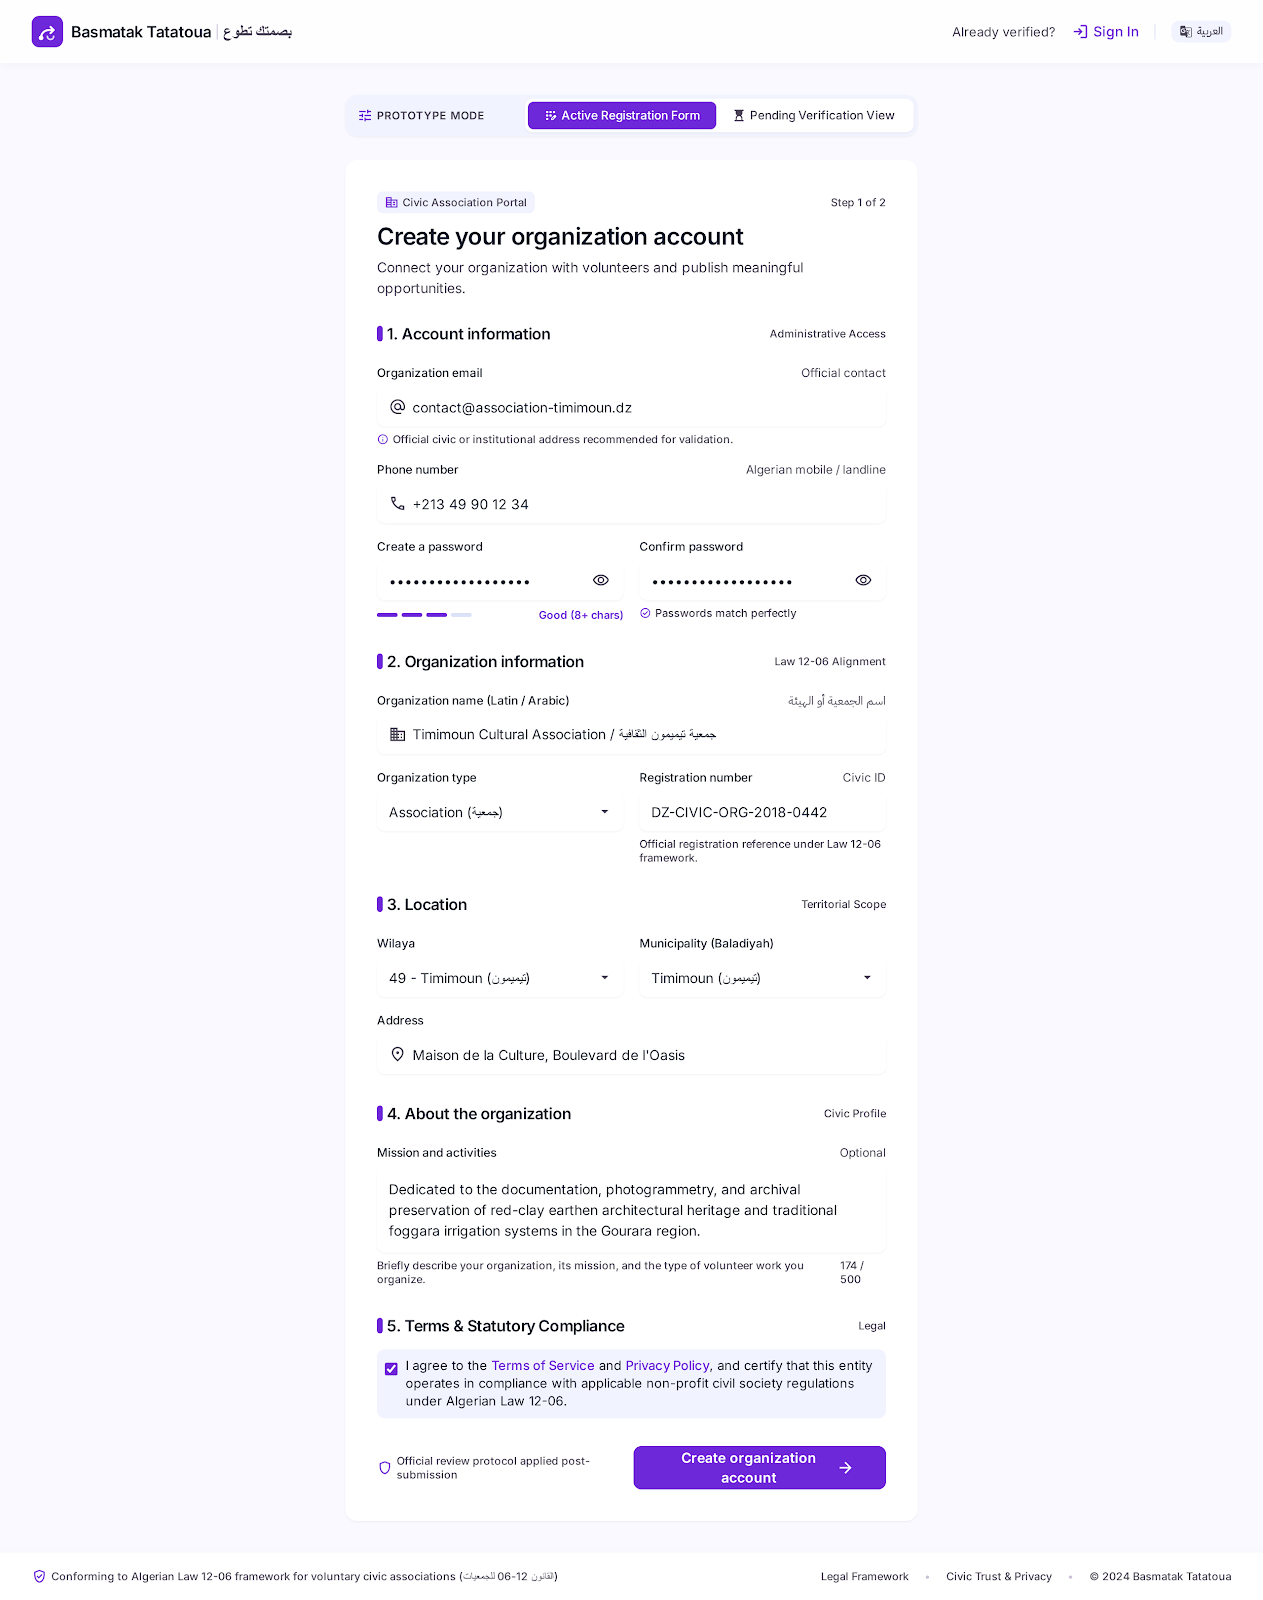 Basmatak Tatatoua | بصمتك تطوع
Already verified?
Sign In
العربية
PROTOTYPE MODE
Active Registration Form
Pending Verification View
Civic Association Portal
Step 1 of 2
Create your organization account
Connect your organization with volunteers and publish meaningful
opportunities.
1. Account information
Administrative Access
Organization email
Official contact
contact@association-timimoun.dz
Official civic or institutional address recommended for validation.
Phone number
Algerian mobile / landline
+213 49 90 12 34
Create a password
Confirm password
••••••••••••••••••
••••••••••••••••••
Good (8+ chars)
Passwords match perfectly
2. Organization information
Law 12-06 Alignment
Organization name (Latin / Arabic)
اسم الجمعية أو الهيئة
Timimoun Cultural Association / جمعية تيميمون الثقافية
Organization type
Registration number
Civic ID
Association (جمعية)
DZ-CIVIC-ORG-2018-0442
Official registration reference under Law 12-06
framework.
3. Location
Territorial Scope
Wilaya
Municipality (Baladiyah)
49 - Timimoun (تيميمون)
Timimoun (تيميمون)
Address
Maison de la Culture, Boulevard de l'Oasis
4. About the organization
Civic Profile
Mission and activities
Optional
Dedicated to the documentation, photogrammetry, and archival
preservation of red-clay earthen architectural heritage and traditional
foggara irrigation systems in the Gourara region.
Briefly describe your organization, its mission, and the type of volunteer work you
organize.
174 /
500
5. Terms & Statutory Compliance
Legal
I agree to the Terms of Service and Privacy Policy, and certify that this entity
operates in compliance with applicable non-profit civil society regulations
under Algerian Law 12-06.
Official review protocol applied post-
submission
Create organization
account
Conforming to Algerian Law 12-06 framework for voluntary civic associations (القانون 12-06 للجمعيات)
Legal Framework • Civic Trust & Privacy • © 2024 Basmatak Tatatoua